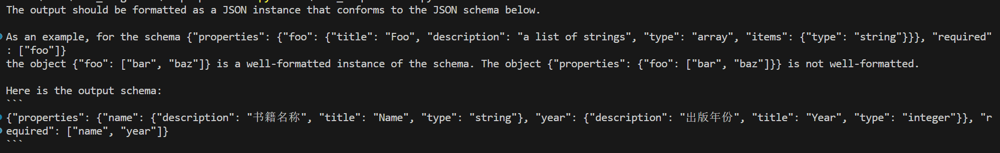 The output should be formatted as a JSON instance that conforms to the JSON schema below.
As an example, for the schema {"properties": {"foo": {"title": "Foo", "description": "a list of strings", "type": "array", "items": {"type": "string"}}}, "required"
: ["foo"]}
the object {"foo": ["bar", "baz"]} is a well-formatted instance of the schema. The object {"properties": {"foo": ["bar", "baz"]}} is not well-formatted.
Here is the output schema:
```
{"properties": {"name": {"description": "书籍名称", "title": "Name", "type": "string"}, "year": {"description": "出版年份", "title": "Year", "type": "integer"}}, "r
equired": ["name", "year"]}
```